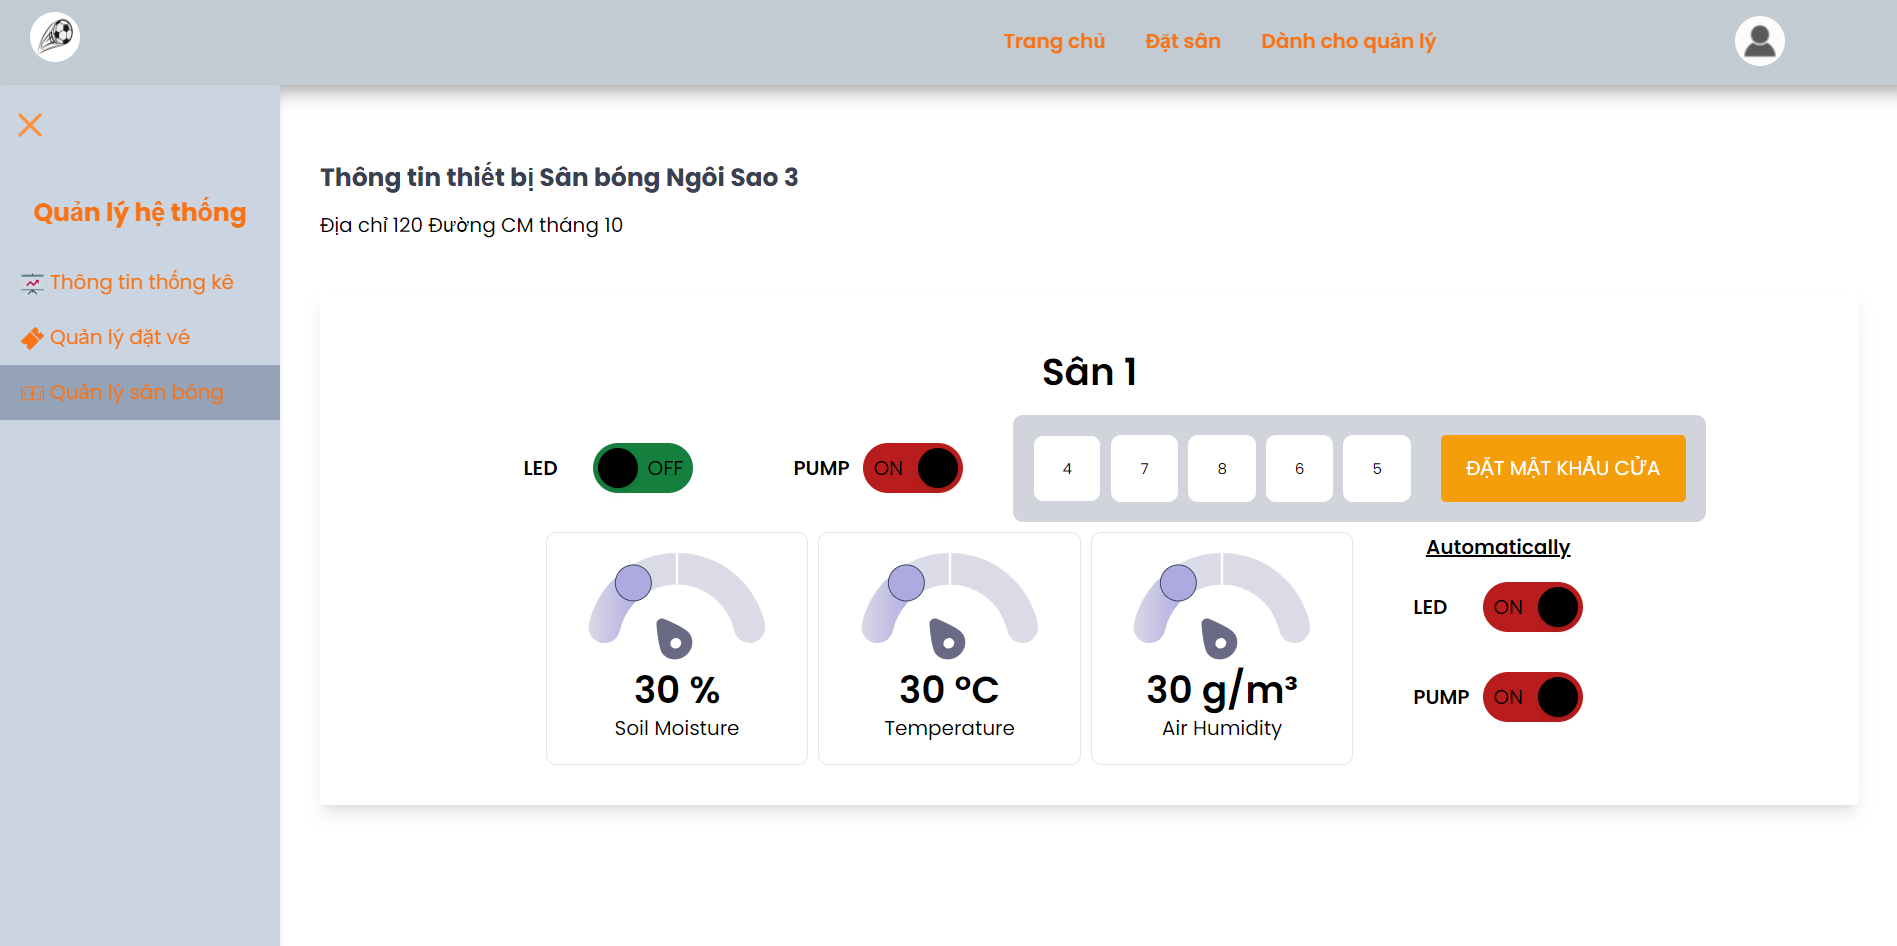 Trang chủ Đặt sân Dành cho quản lý
Quản lý hệ thống
Thông tin thống kê
Quản lý đặt vé
Quản lý sân bóng
Thông tin thiết bị Sân bóng Ngôi Sao 3
Địa chỉ 120 Đường CM tháng 10
Sân 1
LED OFF PUMP ON 4 7 8 6 5 ĐẶT MẬT KHẨU CỬA
30 %
Soil Moisture
30 °C
Temperature
30 g/m³
Air Humidity
Automatically
LED ON
PUMP ON